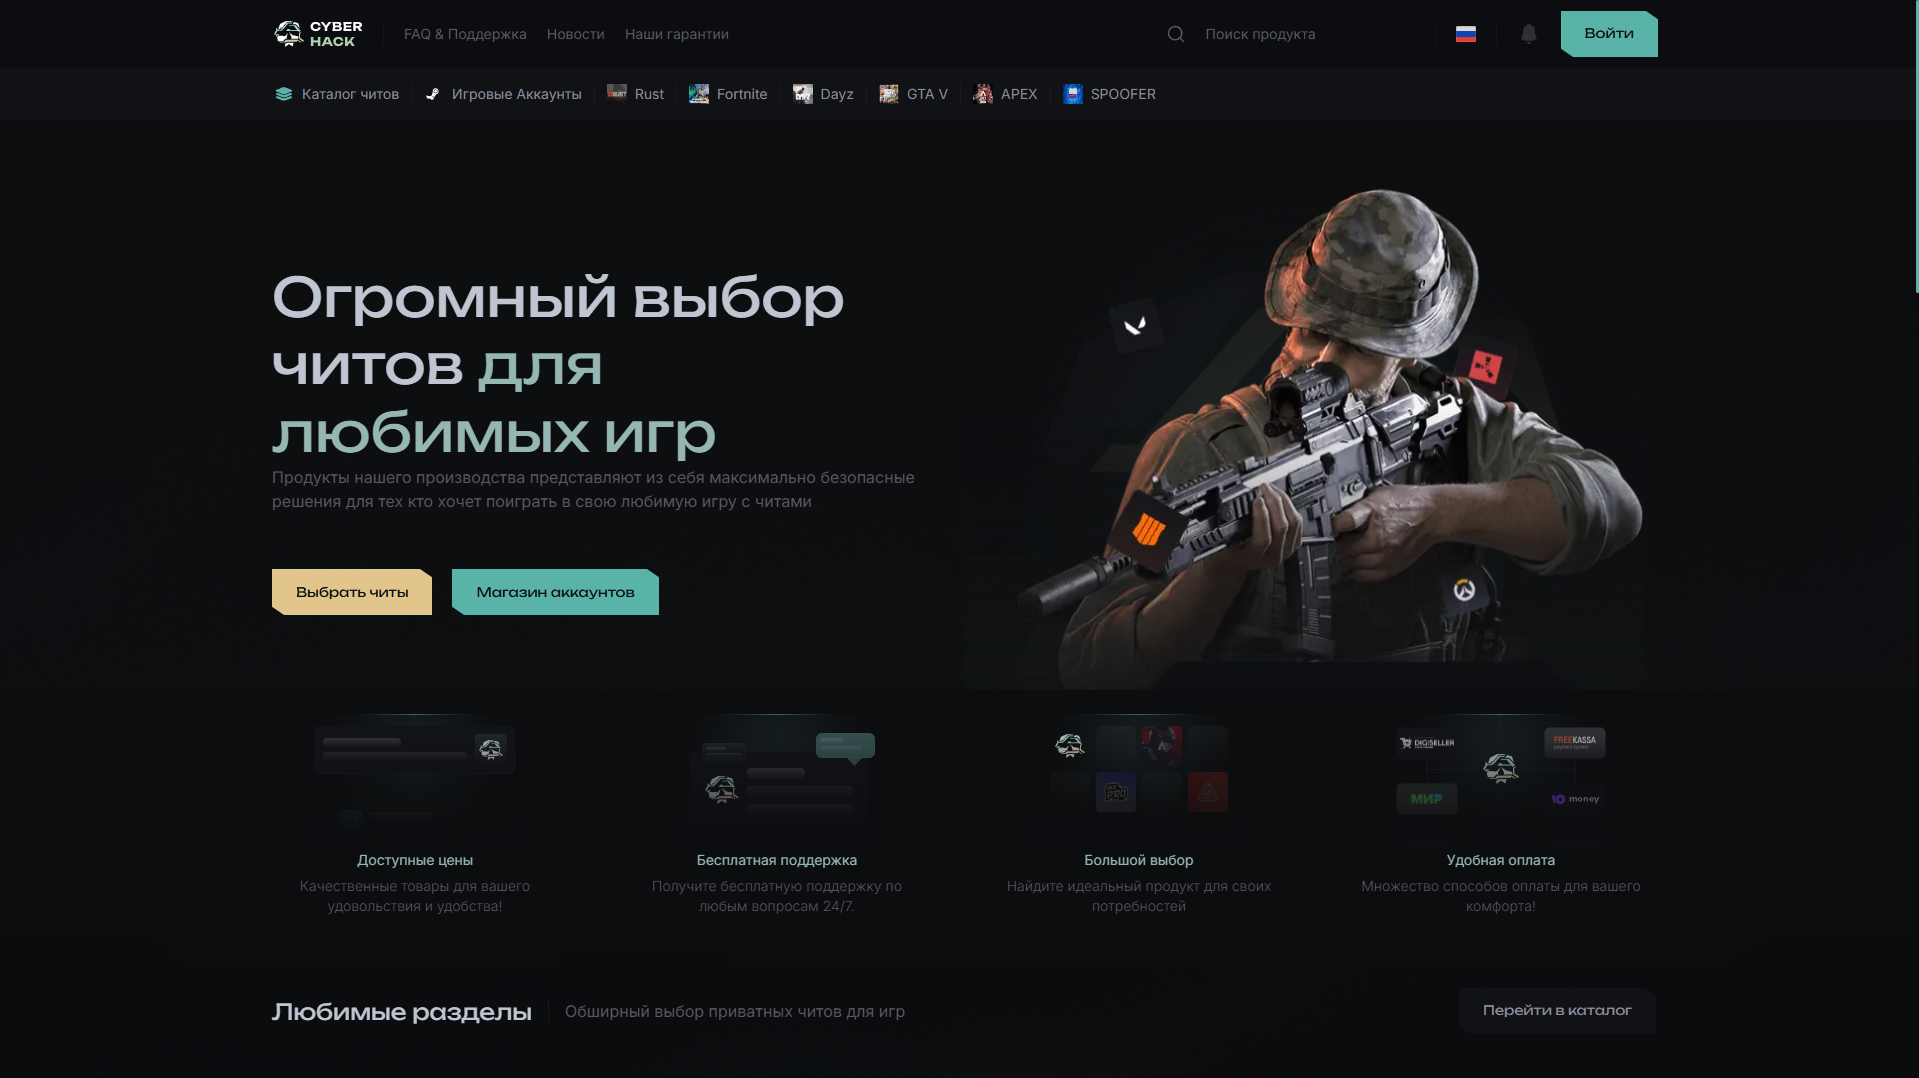 CYBER
HACK
FAQ & Поддержка
Новости
Наши гарантии
Поиск продукта
Войти
Каталог читов
Игровые Аккаунты
Rust
Fortnite
Dayz
GTA V
APEX
SPOOFER
Огромный выбор
читов для
любимых игр
Продукты нашего производства представляют из себя максимально безопасные
решения для тех кто хочет поиграть в свою любимую игру с читами
Выбрать читы
Магазин аккаунтов
DIGISELLER
FREEKASSA
МИР
Ю money
Доступные цены
Качественные товары для вашего
удовольствия и удобства!
Бесплатная поддержка
Получите бесплатную поддержку по
любым вопросам 24/7.
Большой выбор
Найдите идеальный продукт для своих
потребностей
Удобная оплата
Множество способов оплаты для вашего
комфорта!
Любимые разделы
Обширный выбор приватных читов для игр
Перейти в каталог